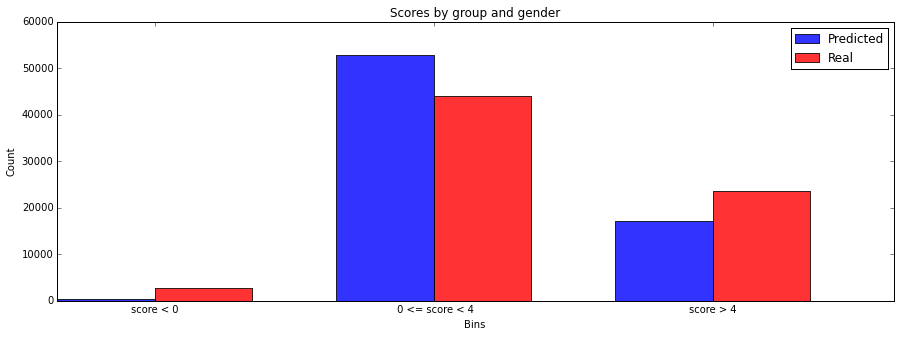 Scores by group and gender
60000
50000
40000
30000
20000
10000
0
Count
Predicted
Real
score < 0
0 <= score < 4
score > 4
Bins